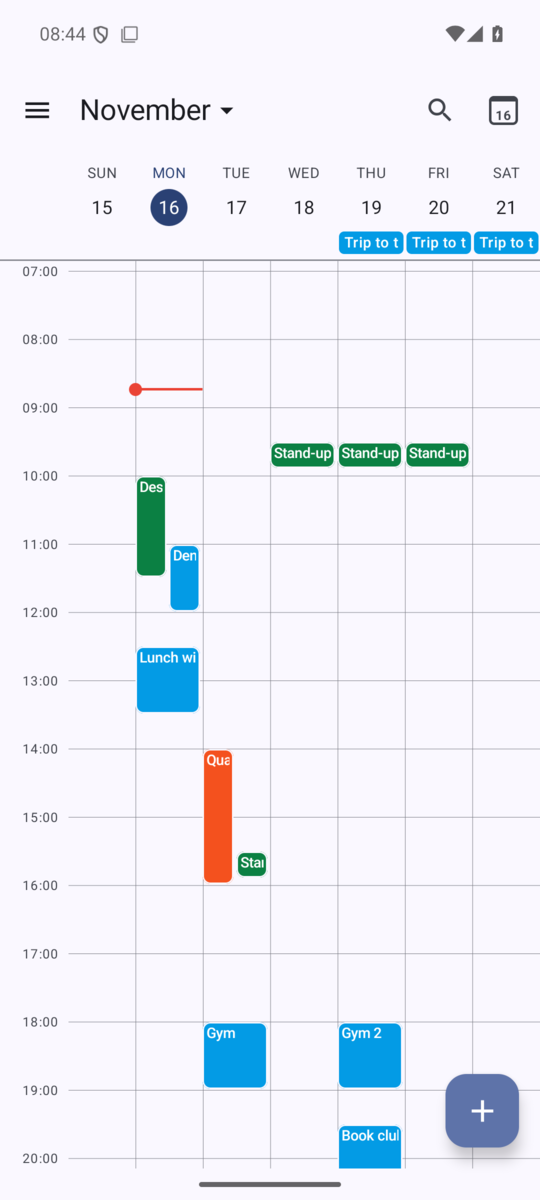 08:44
November
16
SUN MON TUE WED THU FRI SAT
15 16 17 18 19 20 21
Trip to t Trip to t Trip to t
07:00
08:00
09:00
Stand-up Stand-up Stand-up
10:00
Des
11:00
Den
12:00
Lunch wi
13:00
14:00
Qua
15:00
Star
16:00
17:00
18:00
Gym Gym 2
19:00
Book clul
20:00